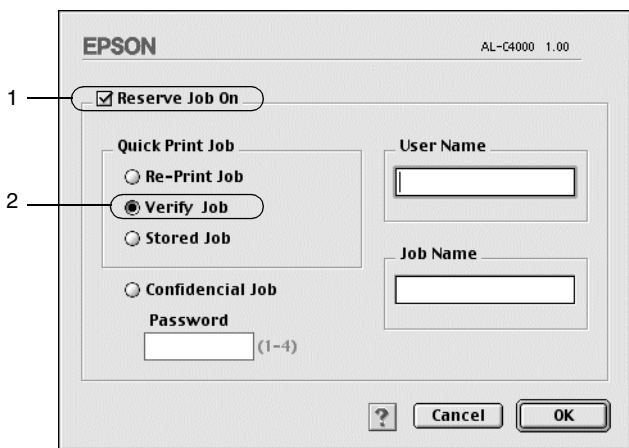 EPSON
AL-C4000 1.00
1
Reserve Job On
Quick Print Job
Re-Print Job
2
Verify Job
Stored Job
Confidencial Job
Password
(1-4)
User Name
Job Name
?
Cancel
OK